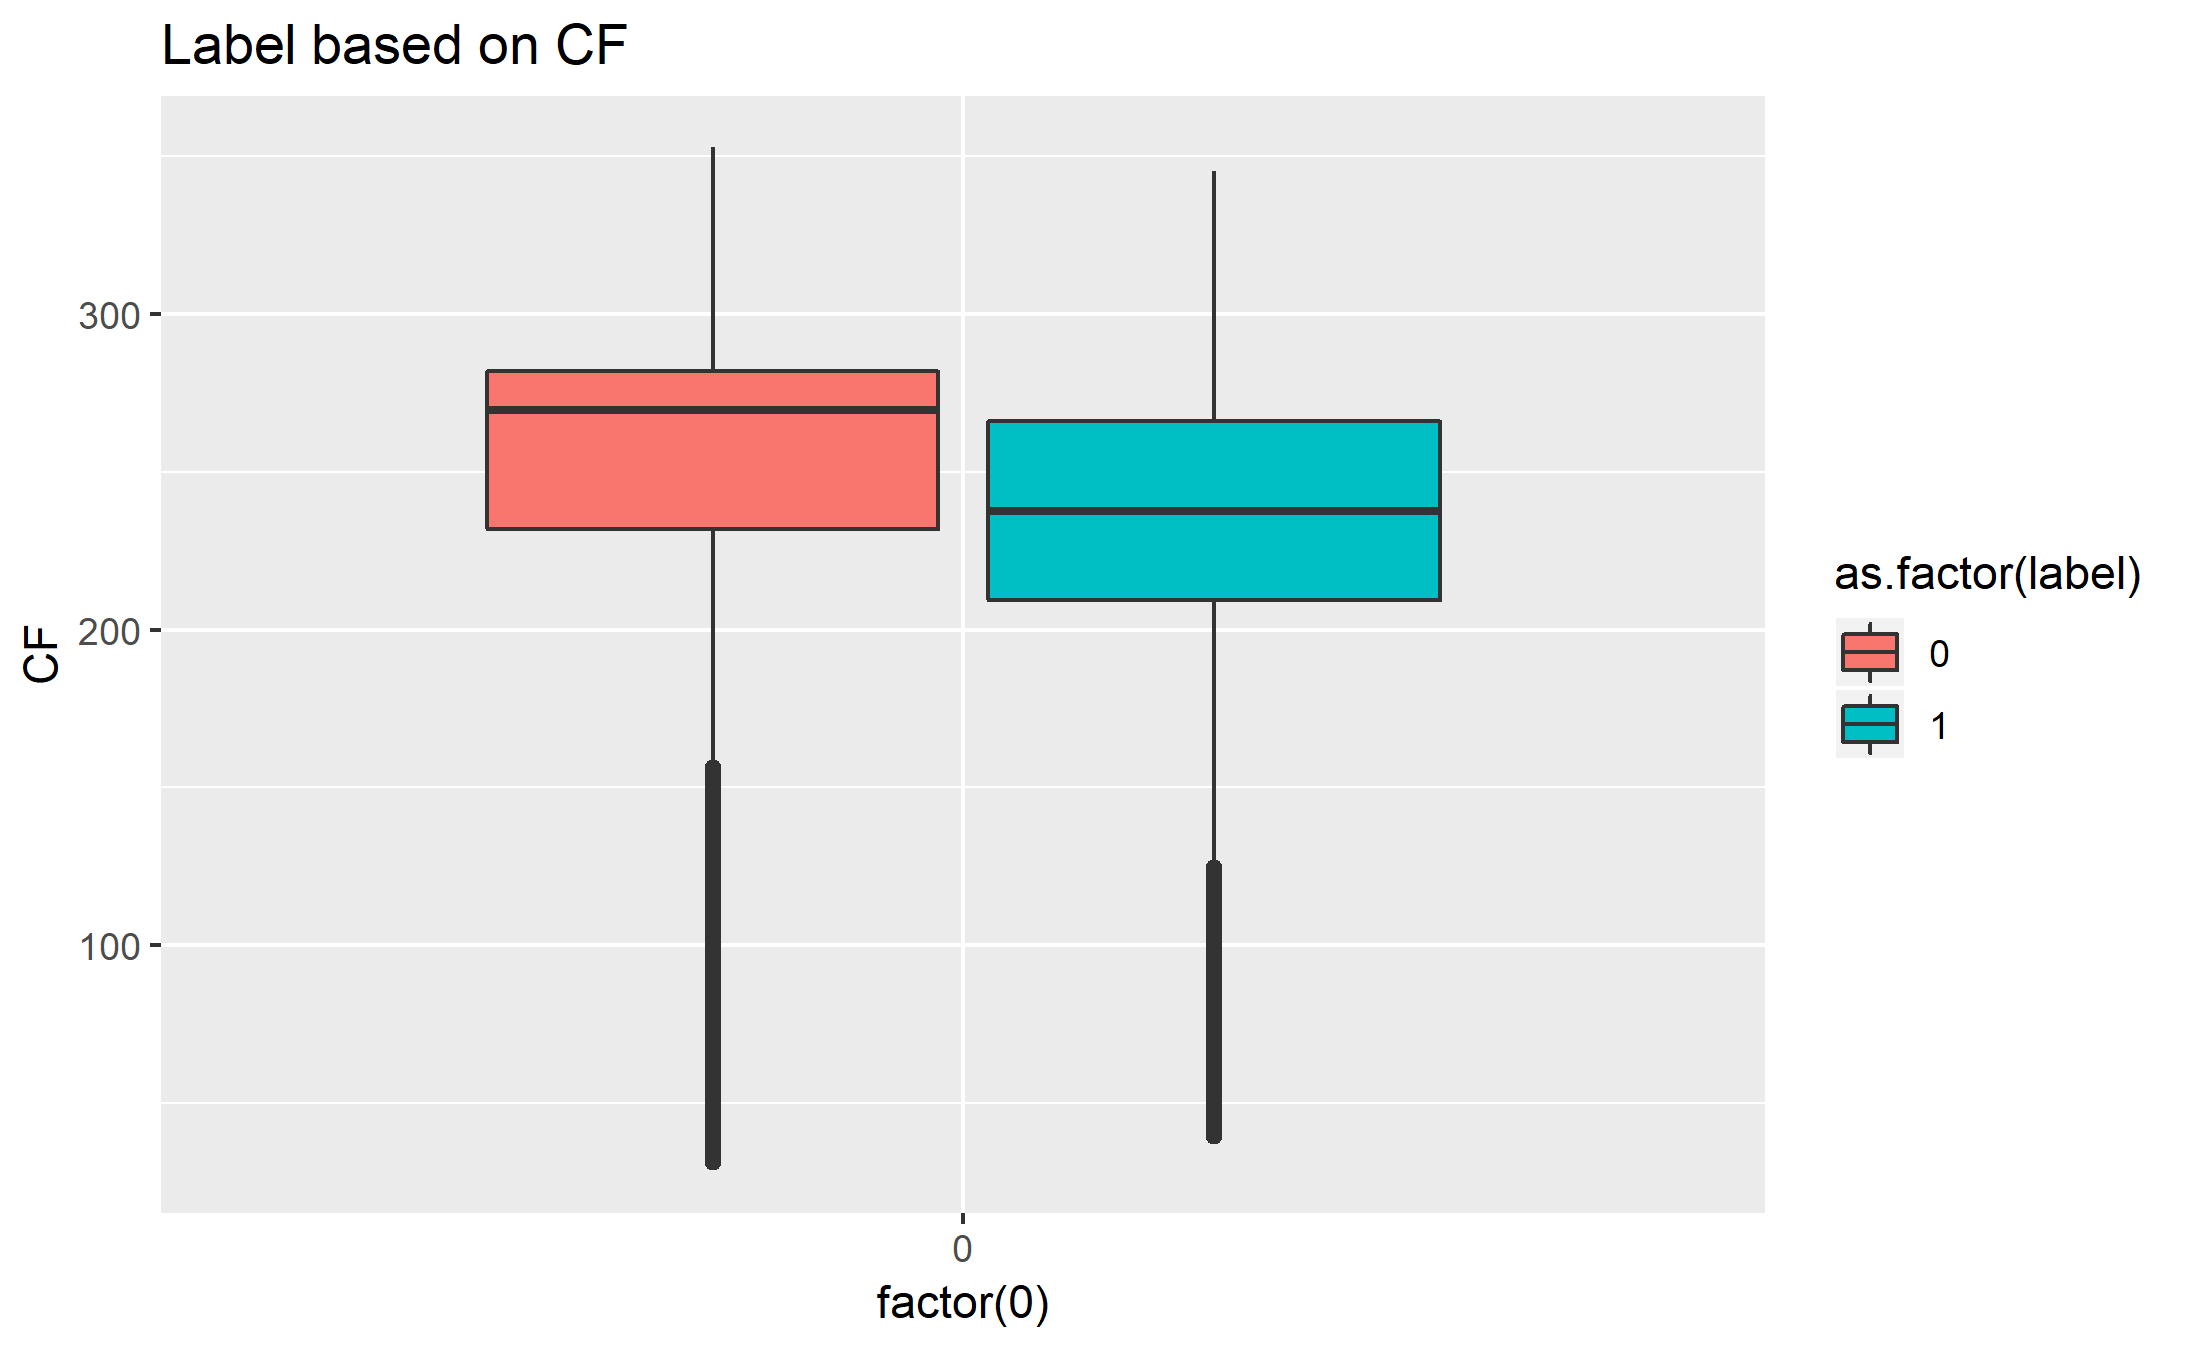 Label based on CF
300
200
100
CF
0
factor(0)
as.factor(label)
0
1